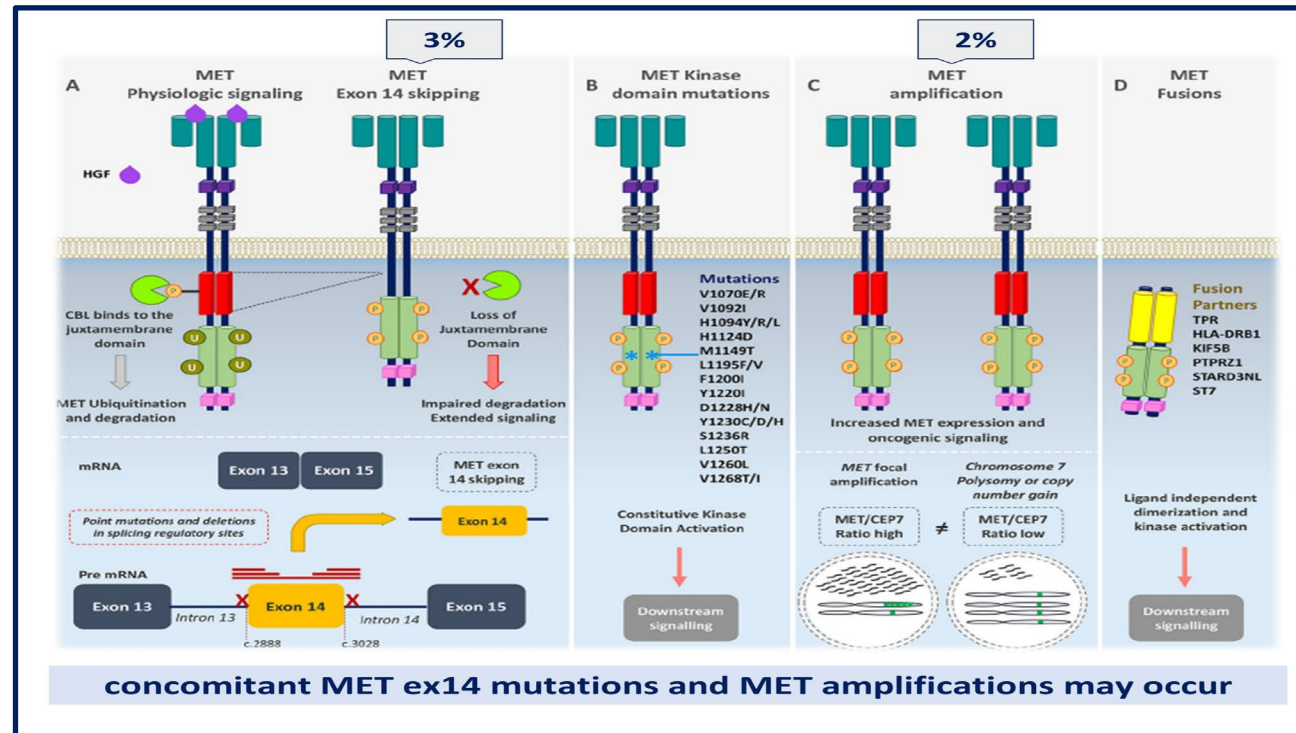 3%
2%
A
MET
Physiologic signaling
MET
Exon 14 skipping
HGF
P
CBL binds to the
juxtamembrane
domain
U
U
U
U
MET Ubiquitination
and degradation
P
P
P
P
X
Loss of
Juxtamembrane
Domain
Impaired degradation
Extended signaling
mRNA
Exon 13
Exon 15
MET exon
14 skipping
Point mutations and deletions
in splicing regulatory sites
Exon 14
Pre mRNA
Exon 13
X
Exon 14
X
Exon 15
Intron 13
Intron 14
c.2888
c.3028
B
MET Kinase
domain mutations
P
P
P
P
* *
Mutations
V1070E/R
V1092I
H1094Y/R/L
H1124D
M1149T
L1195F/V
F1200I
Y1220I
D1228H/N
Y1230C/D/H
S1236R
L1250T
V1260L
V1268T/I
Constitutive Kinase
Domain Activation
Downstream
signalling
C
MET
amplification
P
P
P
P
P
P
P
P
Increased MET expression and
oncogenic signaling
MET focal
amplification
Chromosome 7
Polysomy or copy
number gain
MET/CEP7
Ratio high
≠
MET/CEP7
Ratio low
D
MET
Fusions
P
P
P
P
Fusion
Partners
TPR
HLA-DRB1
KIF5B
PTPRZ1
STARD3NL
ST7
Ligand independent
dimerization and
kinase activation
Downstream
signalling
concomitant MET ex14 mutations and MET amplifications may occur